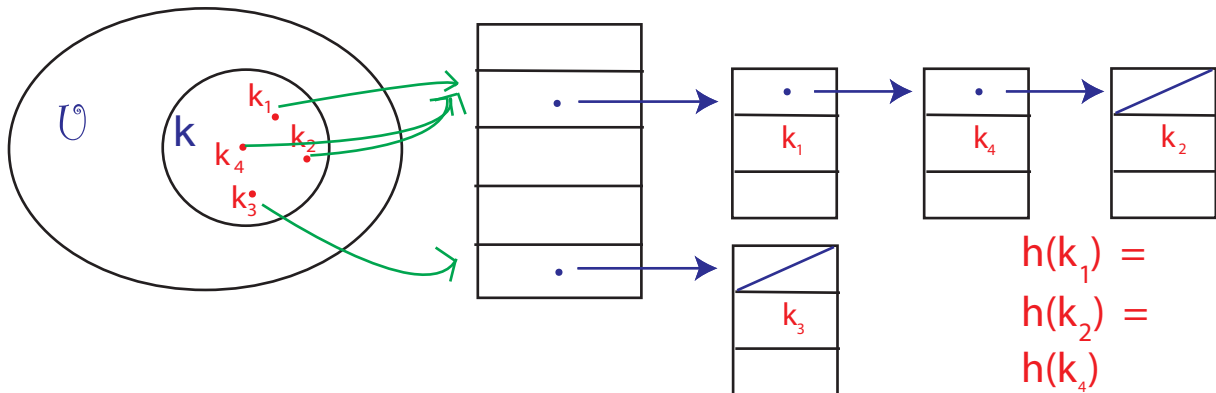 𝒰
k
k₁
k₂
k₄
k₃
k₁
k₄
k₂
k₃
h(k₁) =
h(k₂) =
h(k₄)